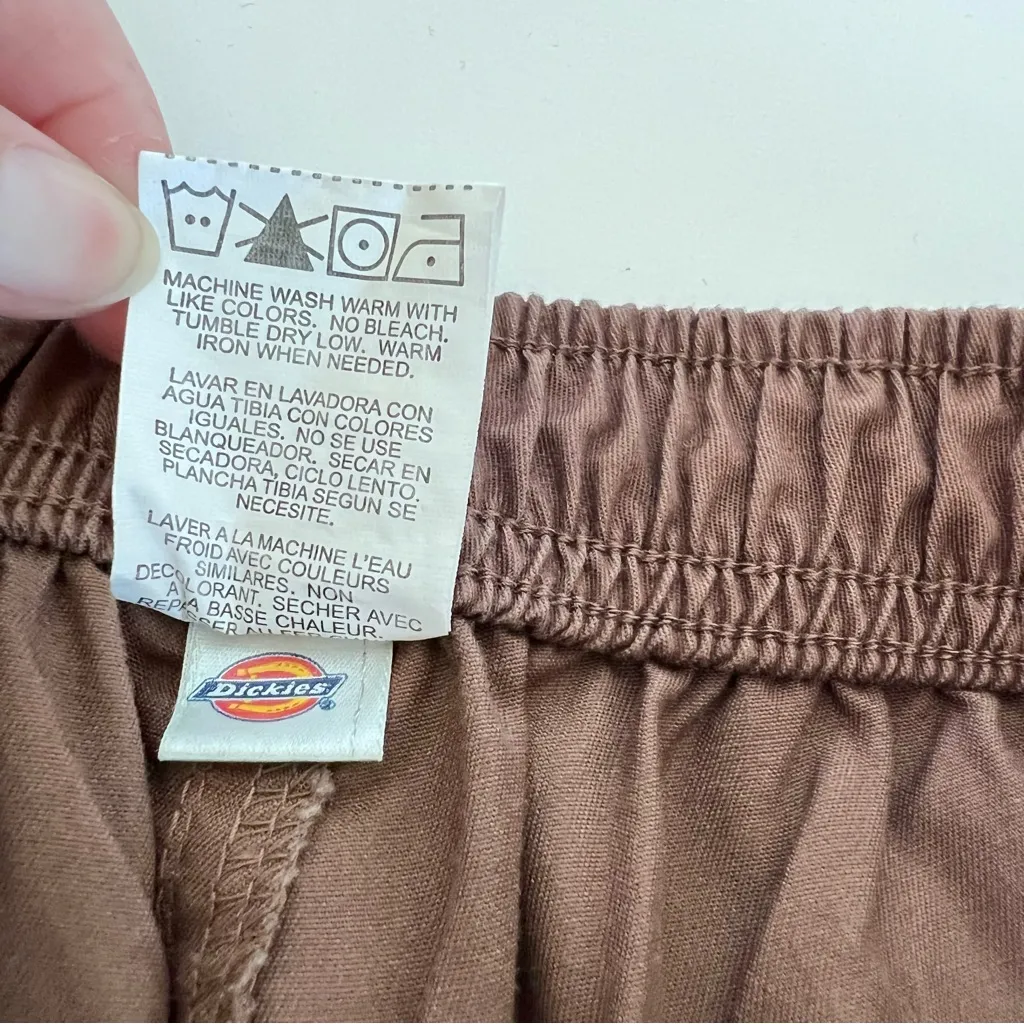 MACHINE WASH WARM WITH
LIKE COLORS. NO BLEACH.
TUMBLE DRY LOW. WARM
IRON WHEN NEEDED.
LAVAR EN LAVADORA CON
AGUA TIBIA CON COLORES
IGUALES. NO SE USE
BLANQUEADOR. SECAR EN
SECADORA, CICLO LENTO.
PLANCHA TIBIA SEGUN SE
NECESITE.
LAVER A LA MACHINE L'EAU
FROID AVEC COULEURS
SIMILARES. NON
SECHER AVEC
A BASSE CHALEUR.
Dickies